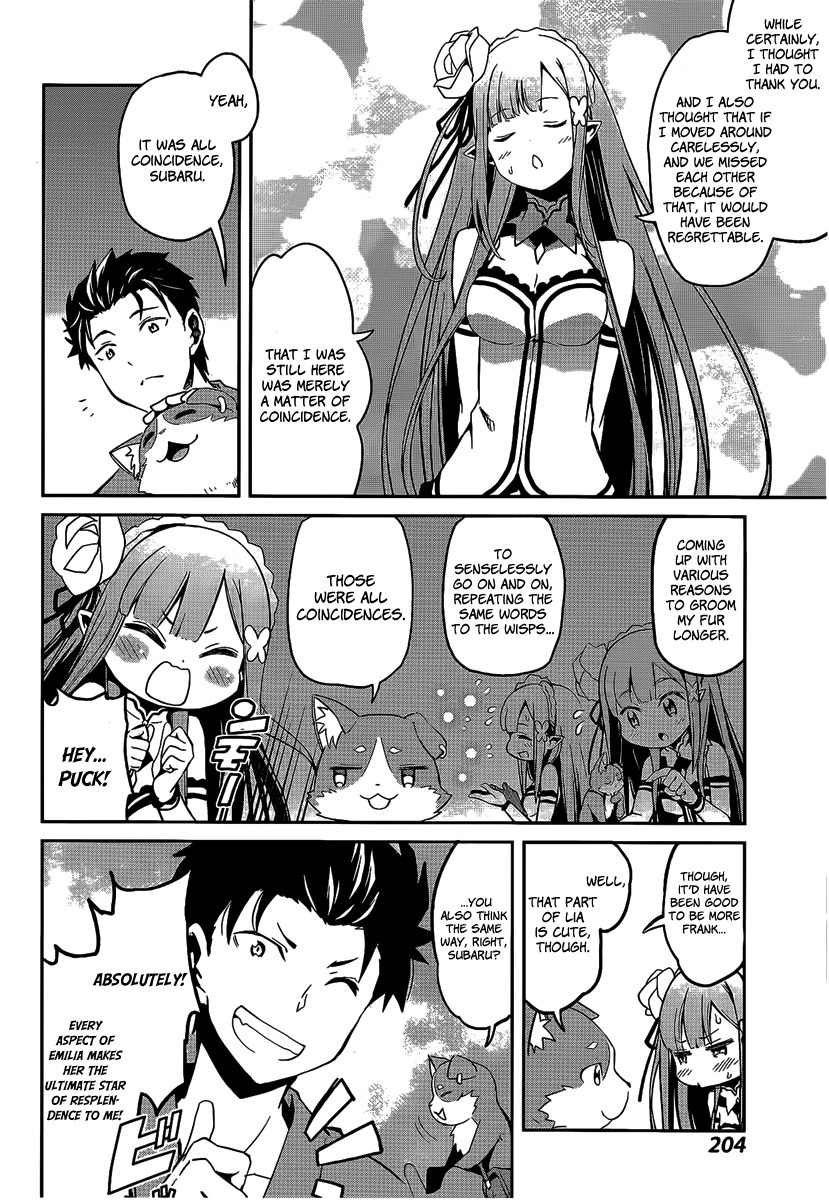 WHILE
CERTAINLY,
I THOUGHT
I HAD TO
THANK YOU.
AND I ALSO
THOUGHT THAT IF
I MOVED AROUND
CARELESSLY,
AND WE MISSED
EACH OTHER
BECAUSE OF
THAT, IT WOULD
HAVE BEEN
REGRETTABLE.
THAT I WAS
STILL HERE
WAS MERELY
A MATTER OF
COINCIDENCE.
YEAH,
IT WAS ALL
COINCIDENCE,
SUBARU.
COMING
UP WITH
VARIOUS
REASONS
TO GROOM
MY FUR
LONGER.
TO
SENSELESSLY
GO ON AND ON,
REPEATING THE
SAME WORDS
TO THE WISPS...
THOSE
WERE ALL
COINCIDENCES.
HEY...
PUCK!
ンモー
THOUGH,
IT'D HAVE
BEEN GOOD
TO BE MORE
FRANK...
WELL,
THAT PART
OF LIA
IS CUTE,
THOUGH.
...YOU
ALSO THINK
THE SAME
WAY, RIGHT,
SUBARU?
ABSOLUTELY!
EVERY
ASPECT OF
EMILIA MAKES
HER THE
ULTIMATE STAR
OF RESPLEN-
DENCE TO ME!
ビビ
204